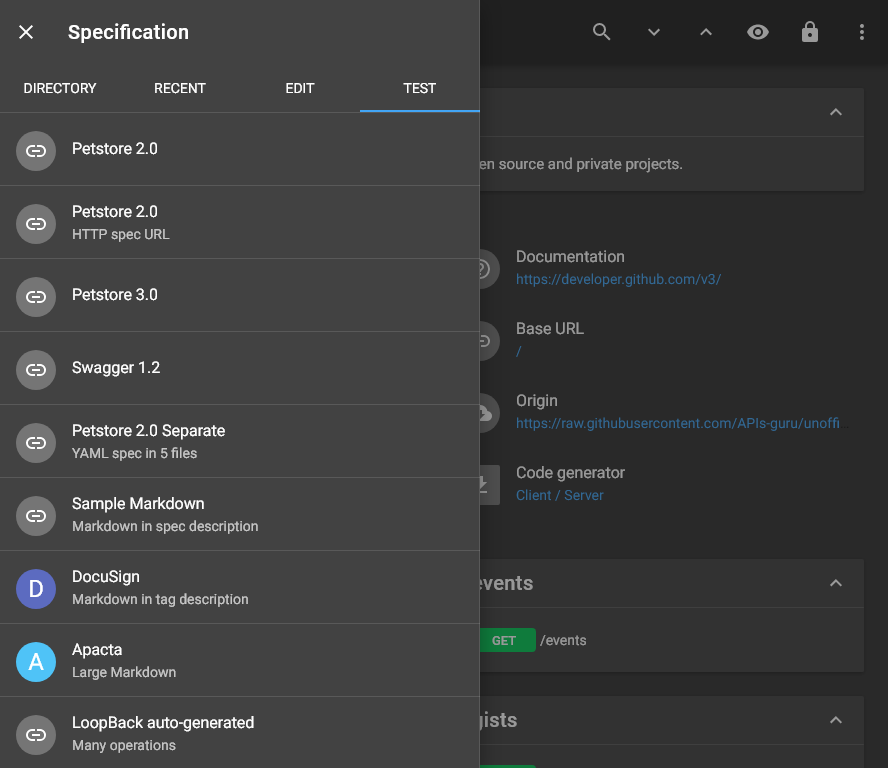 Specification
DIRECTORY
RECENT
EDIT
TEST
Petstore 2.0
Petstore 2.0
HTTP spec URL
Petstore 3.0
Swagger 1.2
Petstore 2.0 Separate
YAML spec in 5 files
Sample Markdown
Markdown in spec description
D
DocuSign
Markdown in tag description
A
Apacta
Large Markdown
LoopBack auto-generated
Many operations
en source and private projects.
Documentation
https://developer.github.com/v3/
Base URL
/
Origin
https://raw.githubusercontent.com/APIs-guru/unoffi
Code generator
Client / Server
events
GET /events
gists